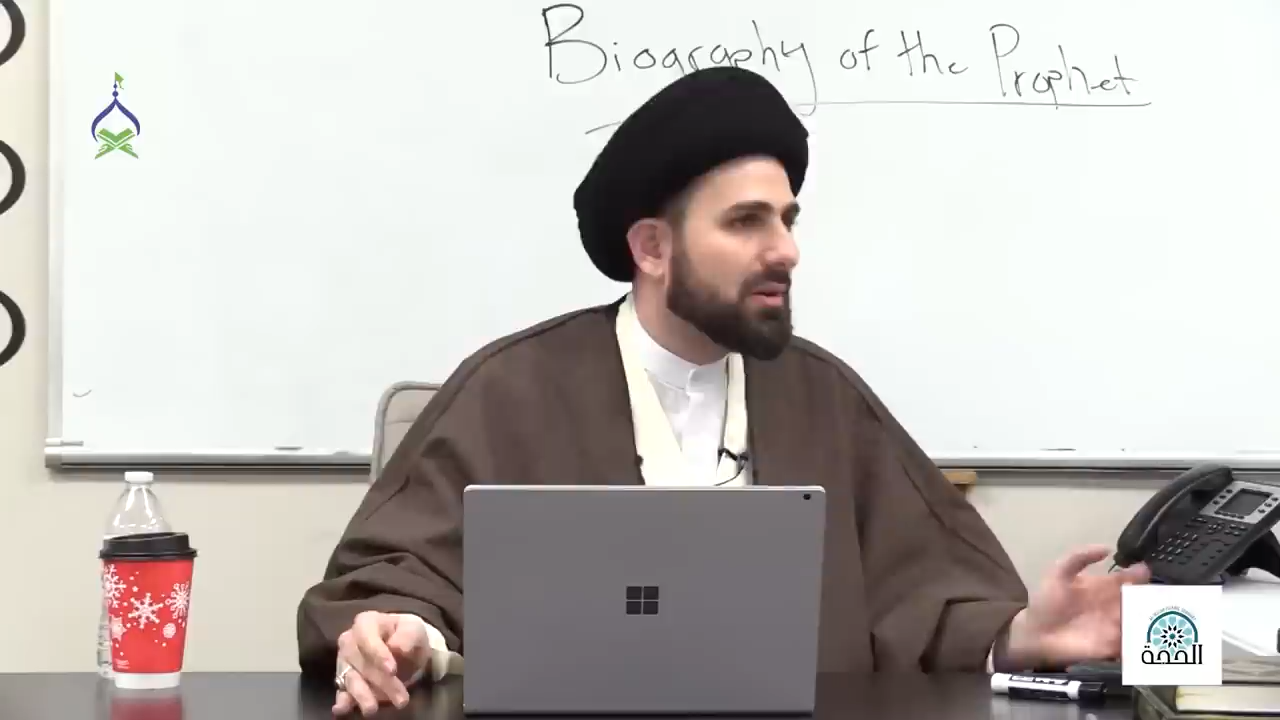 Biography of the Prophet
الحجة